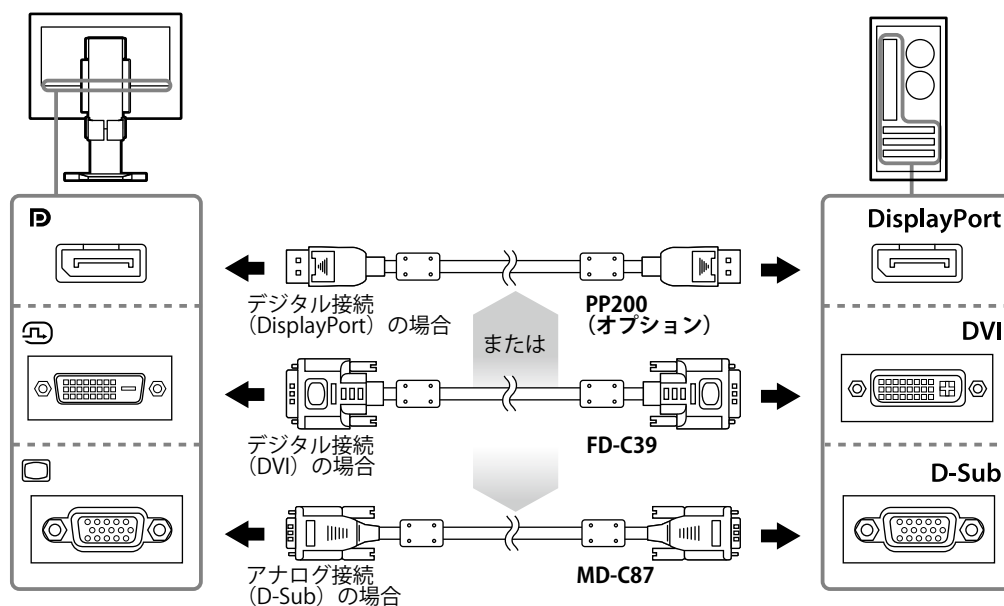 DisplayPort
デジタル接続
（DisplayPort）の場合
PP200
（オプション）
または
DVI
デジタル接続
（DVI）の場合
FD-C39
D-Sub
アナログ接続
（D-Sub）の場合
MD-C87